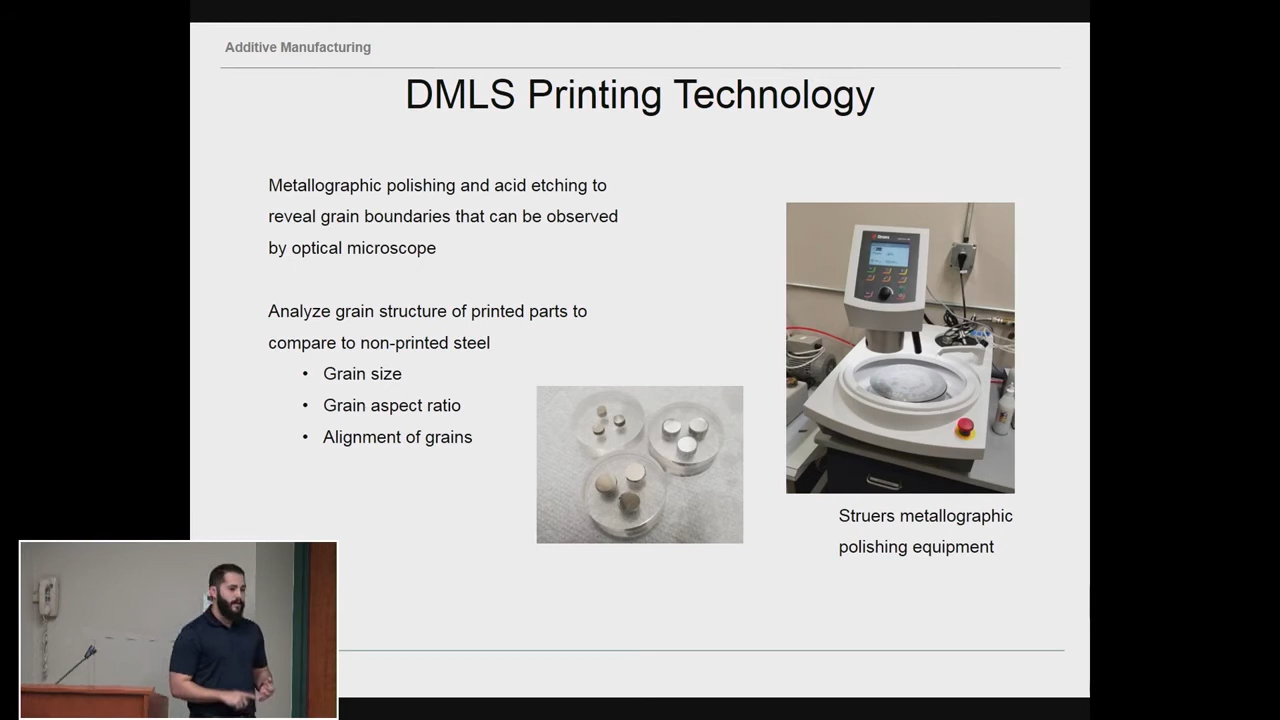 Additive Manufacturing
DMLS Printing Technology
Metallographic polishing and acid etching to
reveal grain boundaries that can be observed
by optical microscope
Analyze grain structure of printed parts to
compare to non-printed steel
• Grain size
• Grain aspect ratio
• Alignment of grains
Struers metallographic
polishing equipment